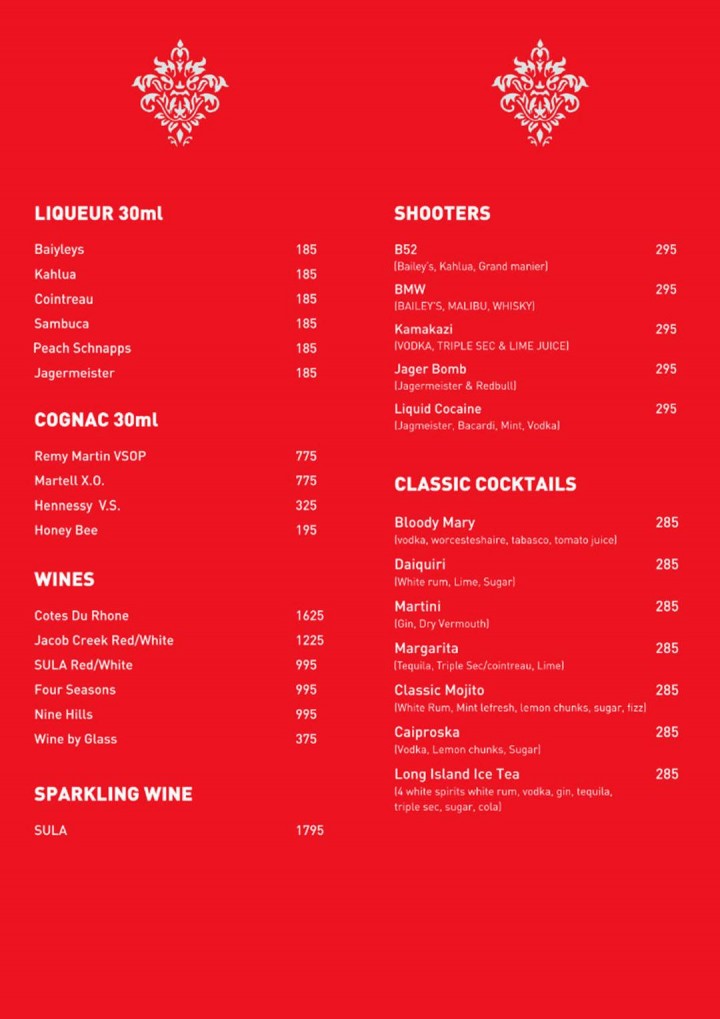 LIQUEUR 30ml
Baiyleys 185
Kahlua 185
Cointreau 185
Sambuca 185
Peach Schnapps 185
Jagermeister 185
COGNAC 30ml
Remy Martin VSOP 775
Martell X.O. 775
Hennessy V.S. 325
Honey Bee 195
WINES
Cotes Du Rhone 1625
Jacob Creek Red/White 1225
SULA Red/White 995
Four Seasons 995
Nine Hills 995
Wine by Glass 375
SPARKLING WINE
SULA 1795
SHOOTERS
B52 295
(Bailey's, Kahlua, Grand manier)
BMW 295
(BAILEY'S, MALIBU, WHISKY)
Kamakazi 295
(VODKA, TRIPLE SEC & LIME JUICE)
Jager Bomb 295
(Jagermeister & Redbull)
Liquid Cocaine 295
(Jagmeister, Bacardi, Mint, Vodka)
CLASSIC COCKTAILS
Bloody Mary 285
(vodka, worcesteshaire, tabasco, tomato juice)
Daiquiri 285
(White rum, Lime, Sugar)
Martini 285
(Gin, Dry Vermouth)
Margarita 285
(Tequila, Triple Sec/cointreau, Lime)
Classic Mojito 285
(White Rum, Mint lefresh, lemon chunks, sugar, fizz)
Caiproska 285
(Vodka, Lemon chunks, Sugar)
Long Island Ice Tea 285
(4 white spirits white rum, vodka, gin, tequila,
triple sec, sugar, cola)